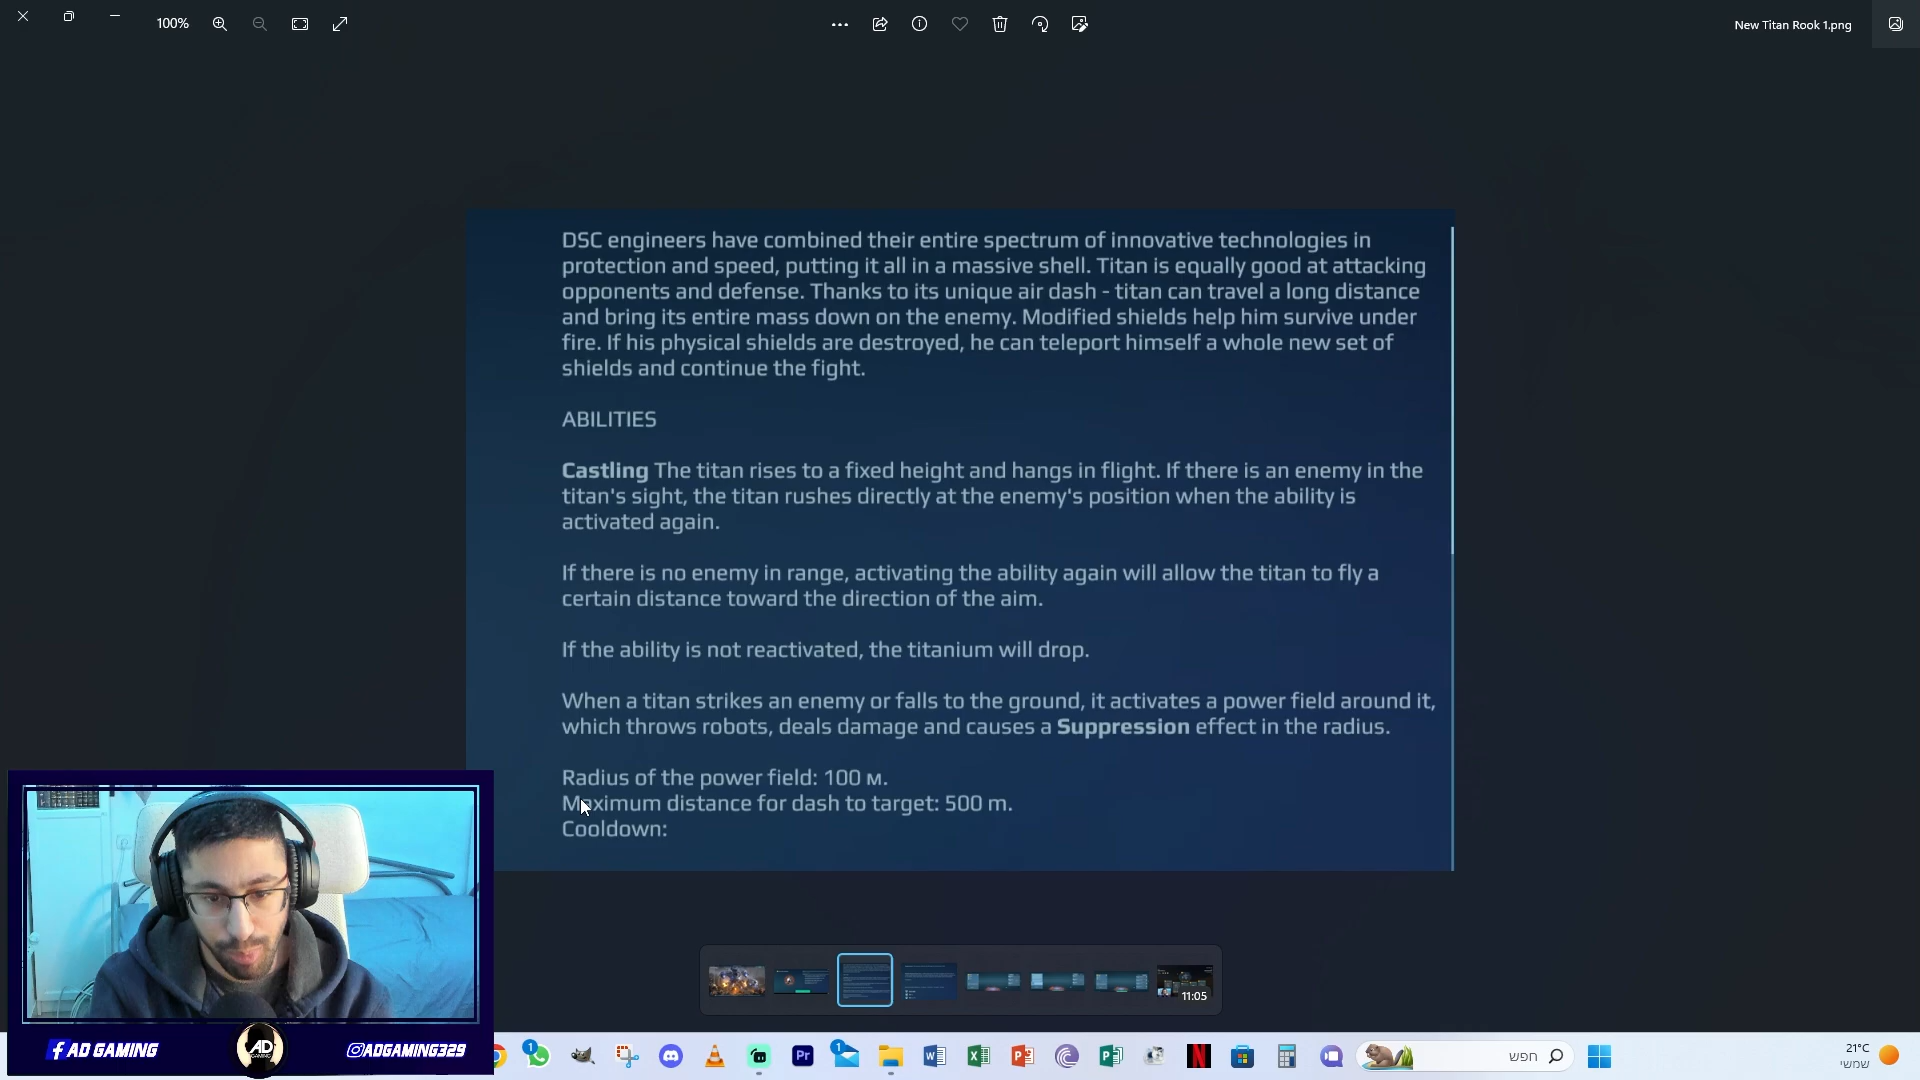 100%
New Titan Rook 1.png
DSC engineers have combined their entire spectrum of innovative technologies in
protection and speed, putting it all in a massive shell. Titan is equally good at attacking
opponents and defense. Thanks to its unique air dash - titan can travel a long distance
and bring its entire mass down on the enemy. Modified shields help him survive under
fire. If his physical shields are destroyed, he can teleport himself a whole new set of
shields and continue the fight.
ABILITIES
Castling The titan rises to a fixed height and hangs in flight. If there is an enemy in the
titan's sight, the titan rushes directly at the enemy's position when the ability is
activated again.
If there is no enemy in range, activating the ability again will allow the titan to fly a
certain distance toward the direction of the aim.
If the ability is not reactivated, the titanium will drop.
When a titan strikes an enemy or falls to the ground, it activates a power field around it,
which throws robots, deals damage and causes a Suppression effect in the radius.
Radius of the power field: 100 м.
Maximum distance for dash to target: 500 m.
Cooldown:
11:05
f AD GAMING
AD
GAMING
@ADGAMING329
1
Pr
1
W
X
P
P
N
חפש
21°C
שמשי